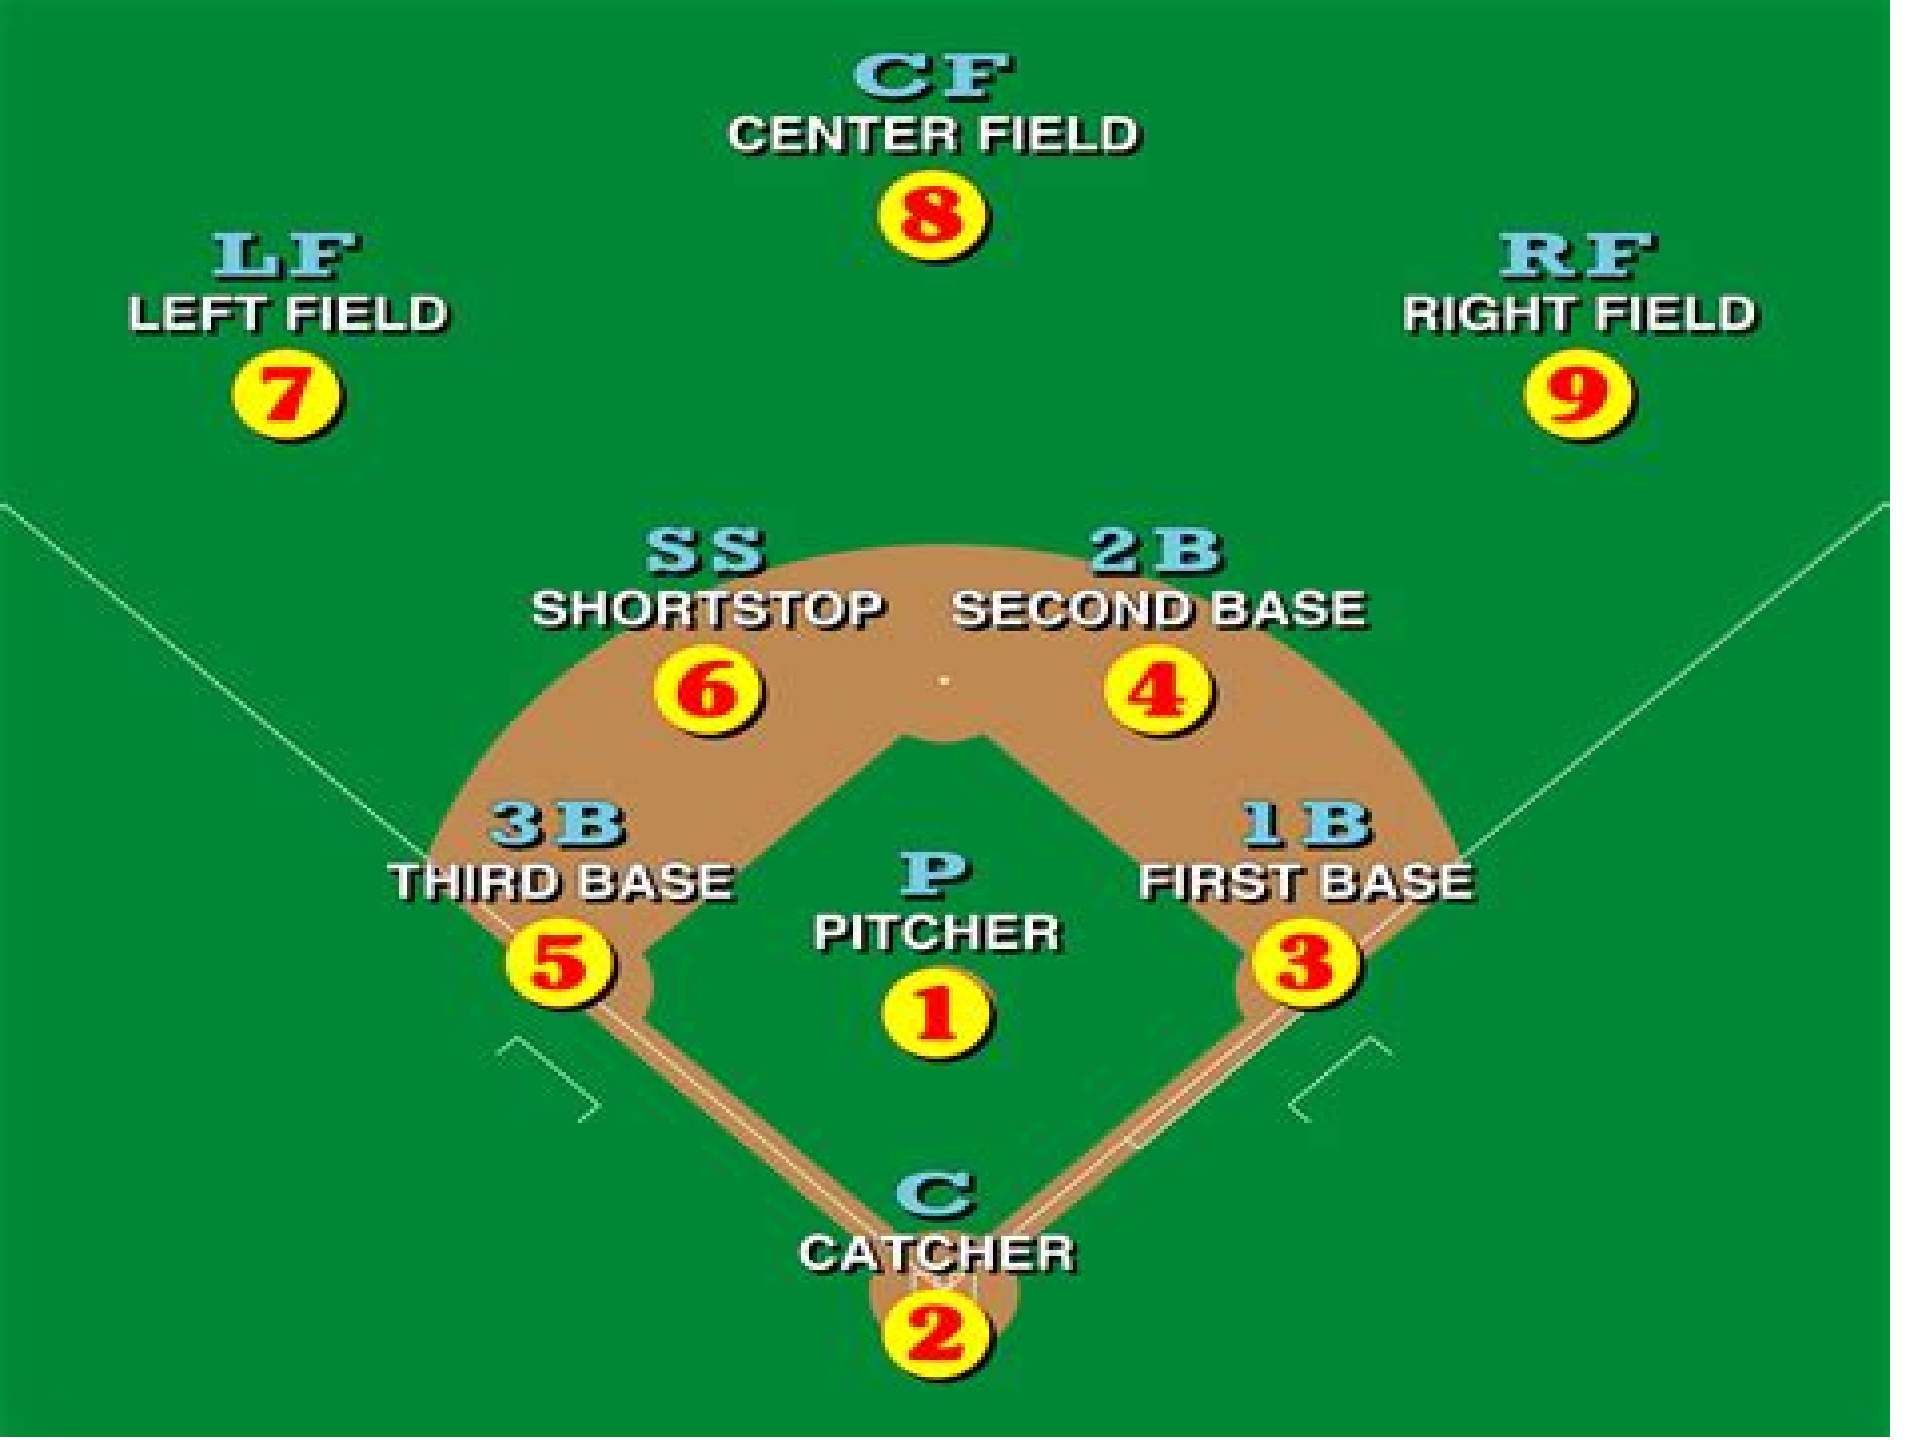 CF
CENTER FIELD
8
LF
LEFT FIELD
7
RF
RIGHT FIELD
9
SS
SHORTSTOP
6
2B
SECOND BASE
4
3B
THIRD BASE
5
P
PITCHER
1
1B
FIRST BASE
3
C
CATCHER
2